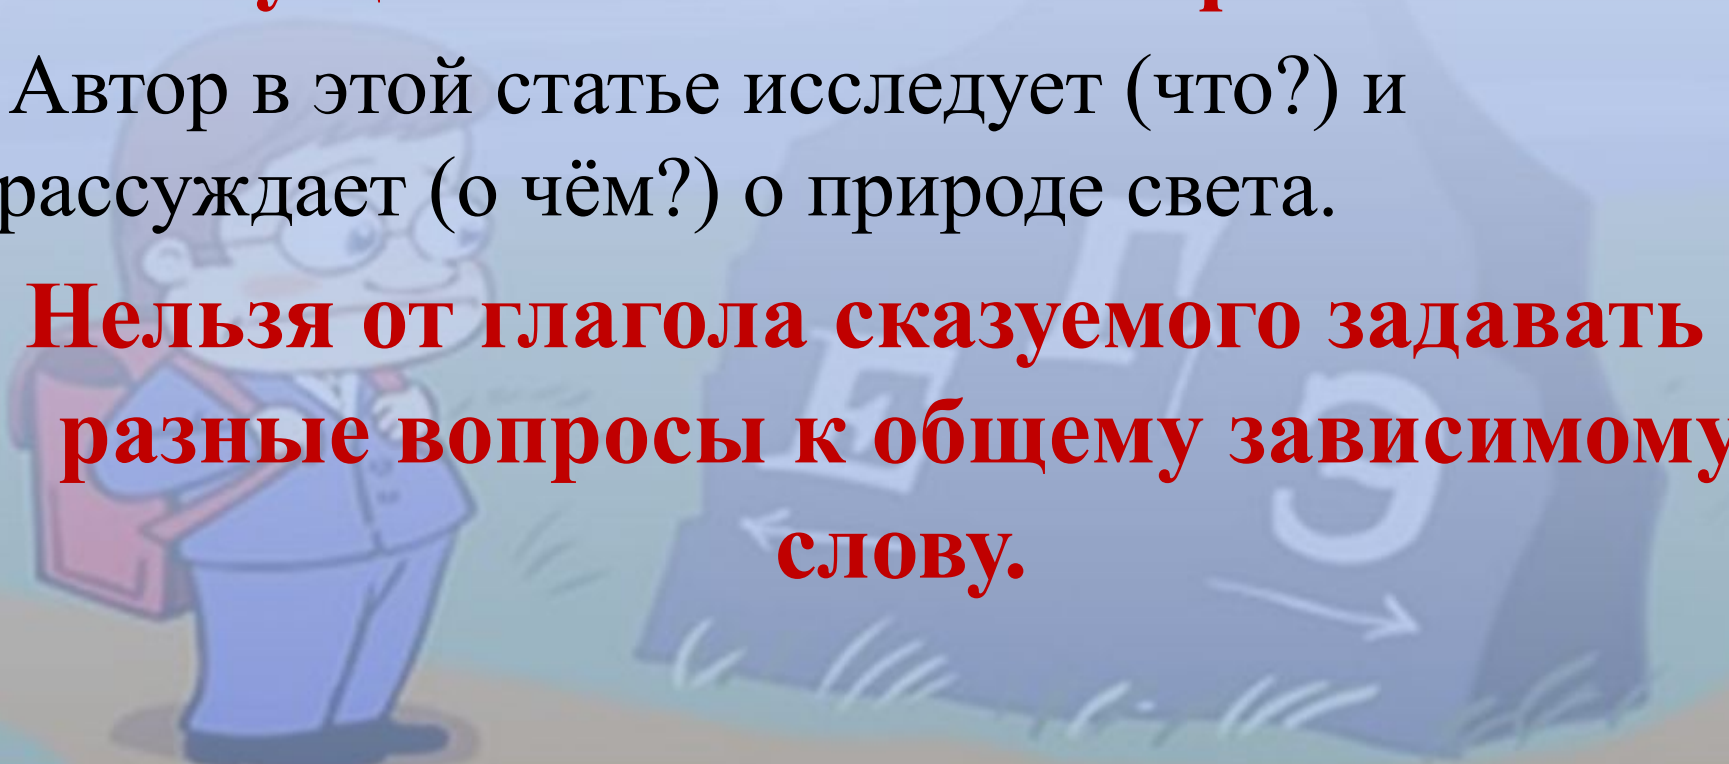 Автор в этой статье исследует (что?) и
рассуждает (о чём?) о природе света.
Нельзя от глагола сказуемого задавать
разные вопросы к общему зависимому
слову.
Е Г Э